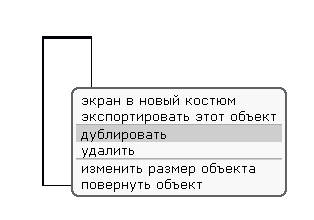 экран в новый костюм
экспортировать этот объект
дублировать
удалить
изменить размер объекта
повернуть объект